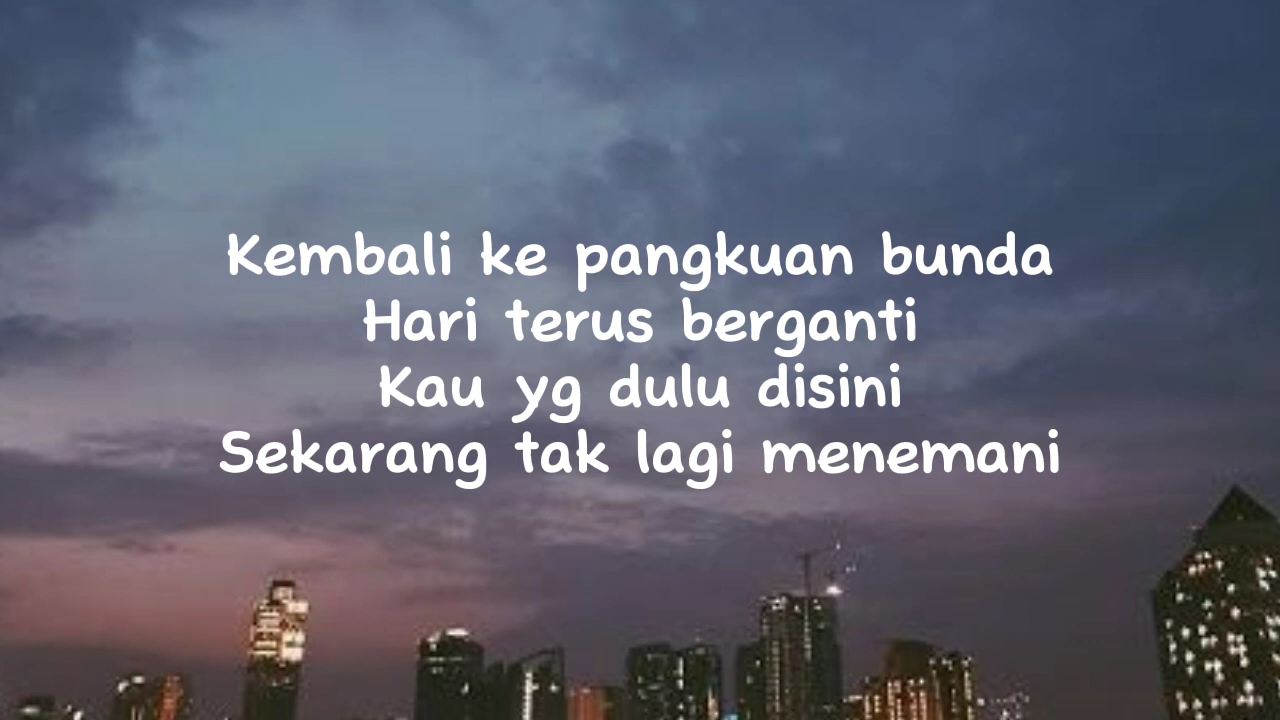 Kembali ke pangkuan bunda
Hari terus berganti
Kau yg dulu disini
Sekarang tak lagi menemani